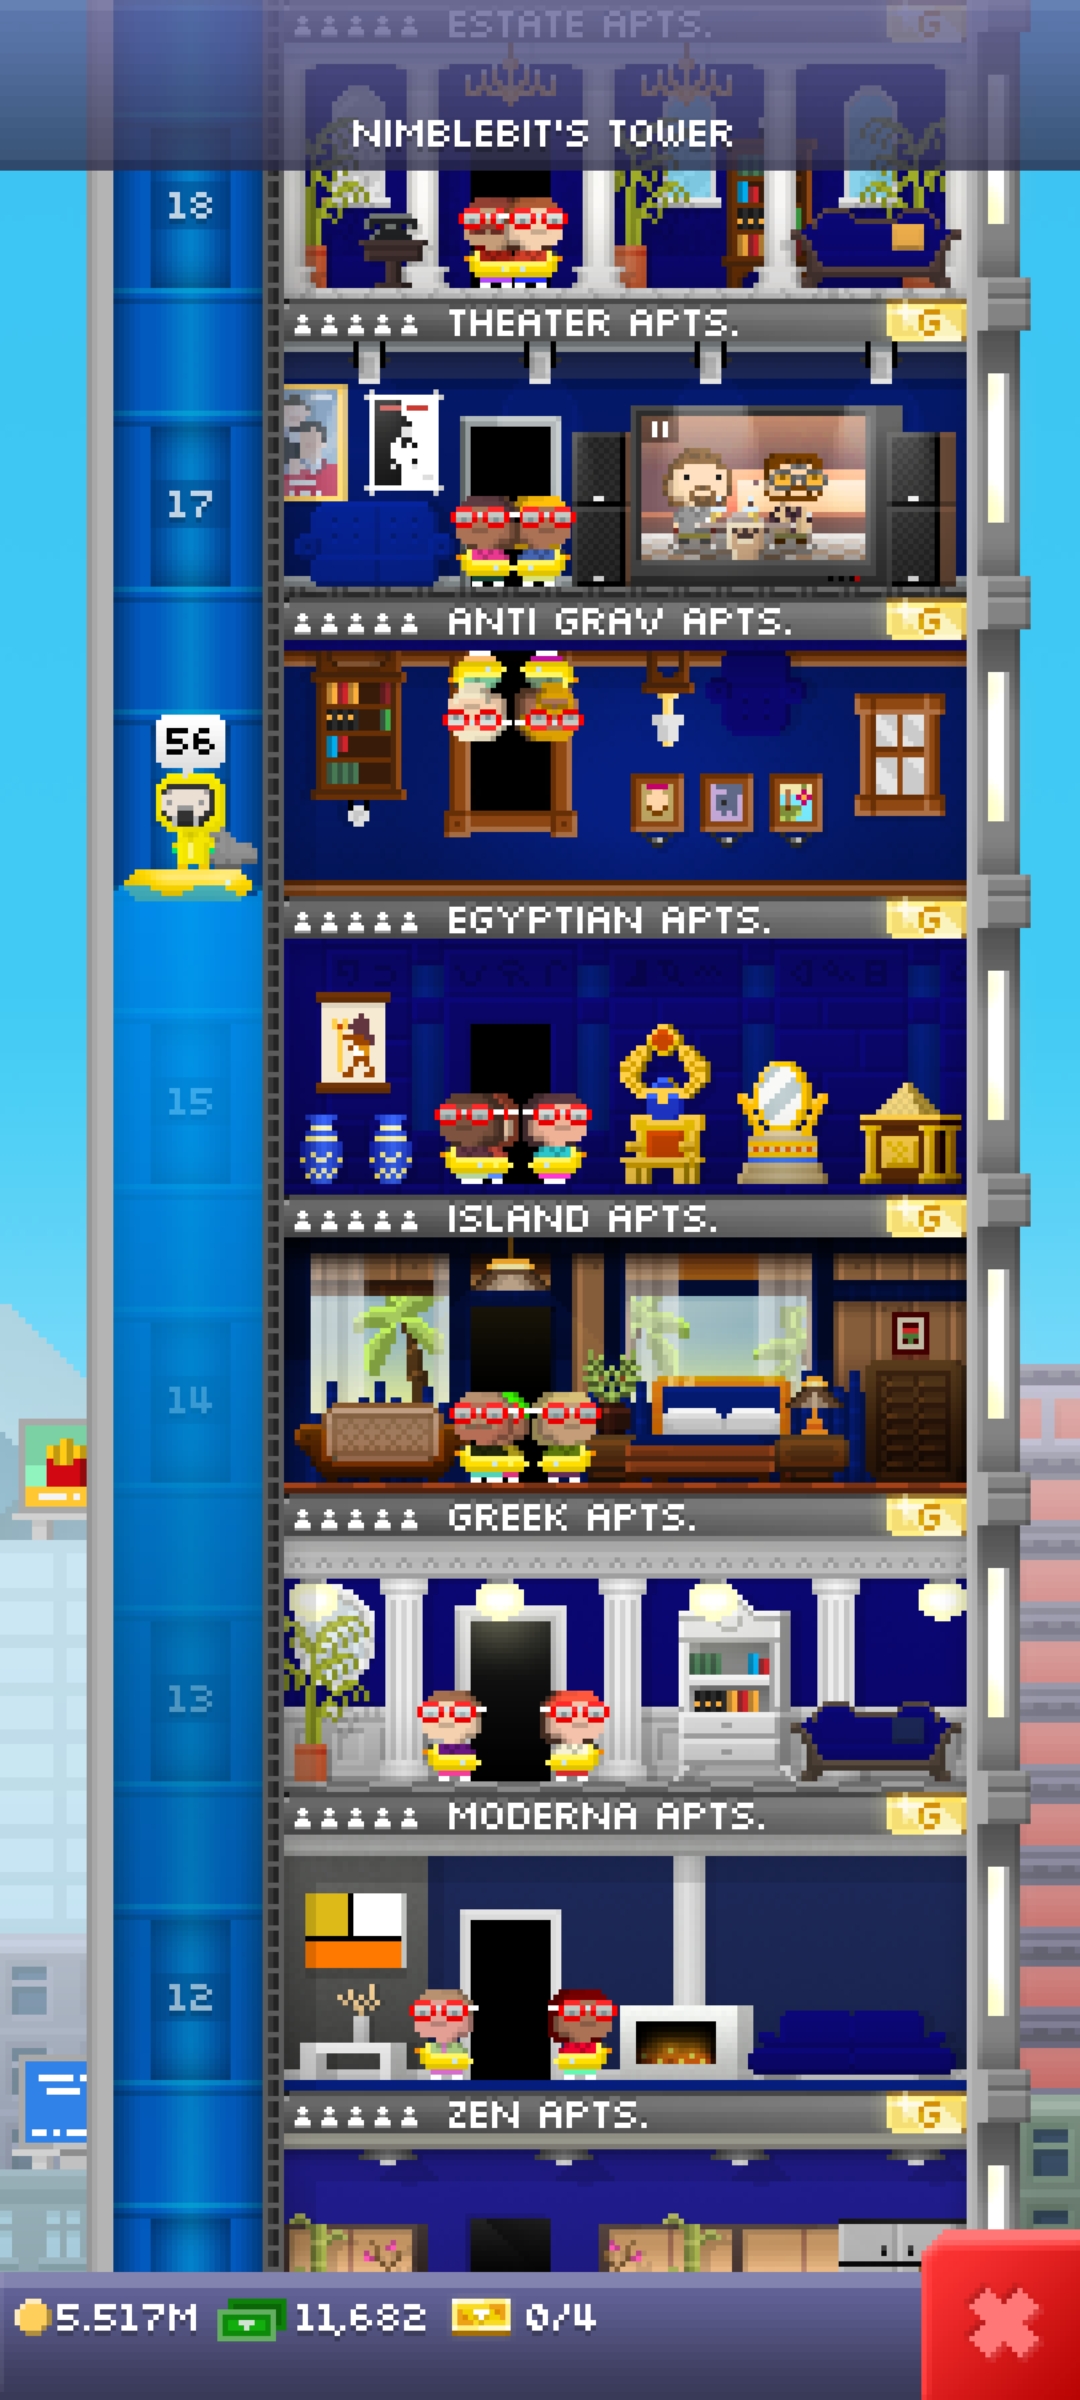 ESTATE APTS. G
NIMBLEBIT'S TOWER
18
THEATER APTS. G
17
ANTI GRAV APTS. G
56
EGYPTIAN APTS. G
15
ISLAND APTS. G
14
GREEK APTS. G
13
MODERNA APTS. G
12
ZEN APTS. G
5.517M 11,682 0/4